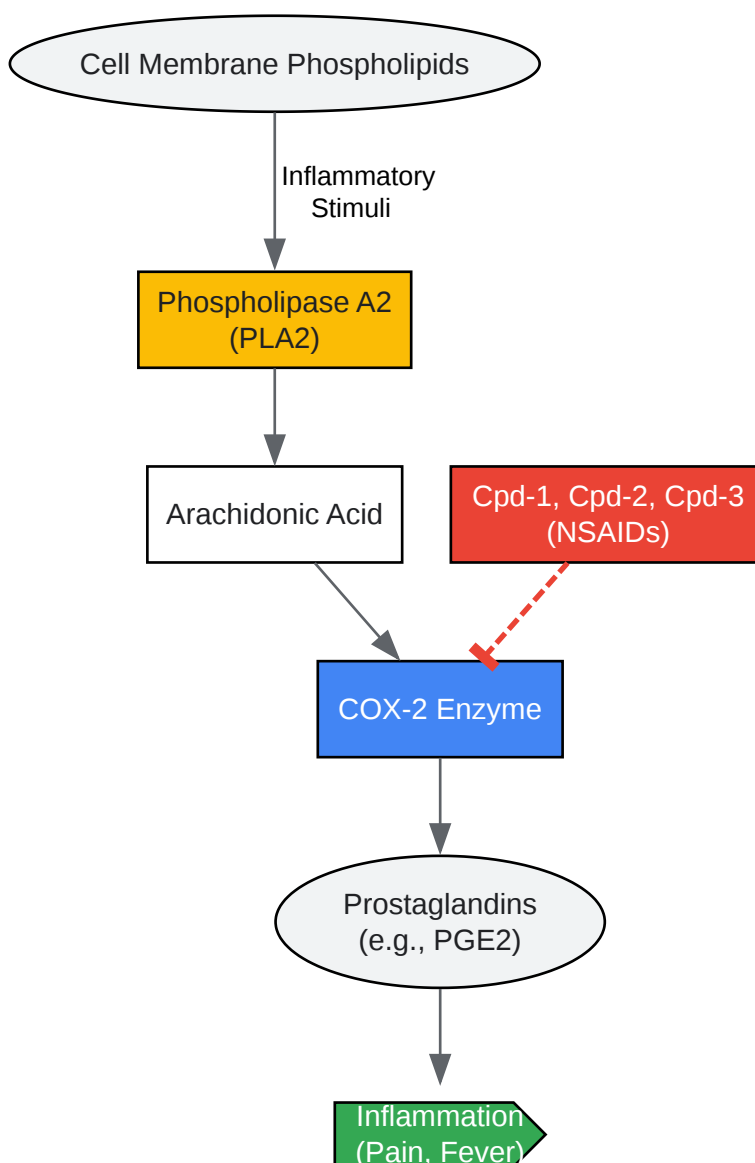 Cell Membrane Phospholipids
Inflammatory
Stimuli
Phospholipase A2
(PLA2)
Arachidonic Acid
Cpd-1, Cpd-2, Cpd-3
(NSAIDs)
COX-2 Enzyme
Prostaglandins
(e.g., PGE2)
Inflammation
(Pain, Fever)